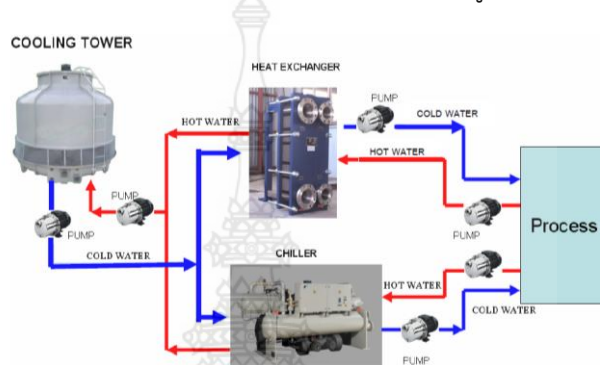 COOLING TOWER
HEAT EXCHANGER
PUMP
HOT WATER
COLD WATER
HOT WATER
PUMP
PUMP
PUMP
Process
COLD WATER
CHILLER
HOT WATER
COLD WATER
PUMP